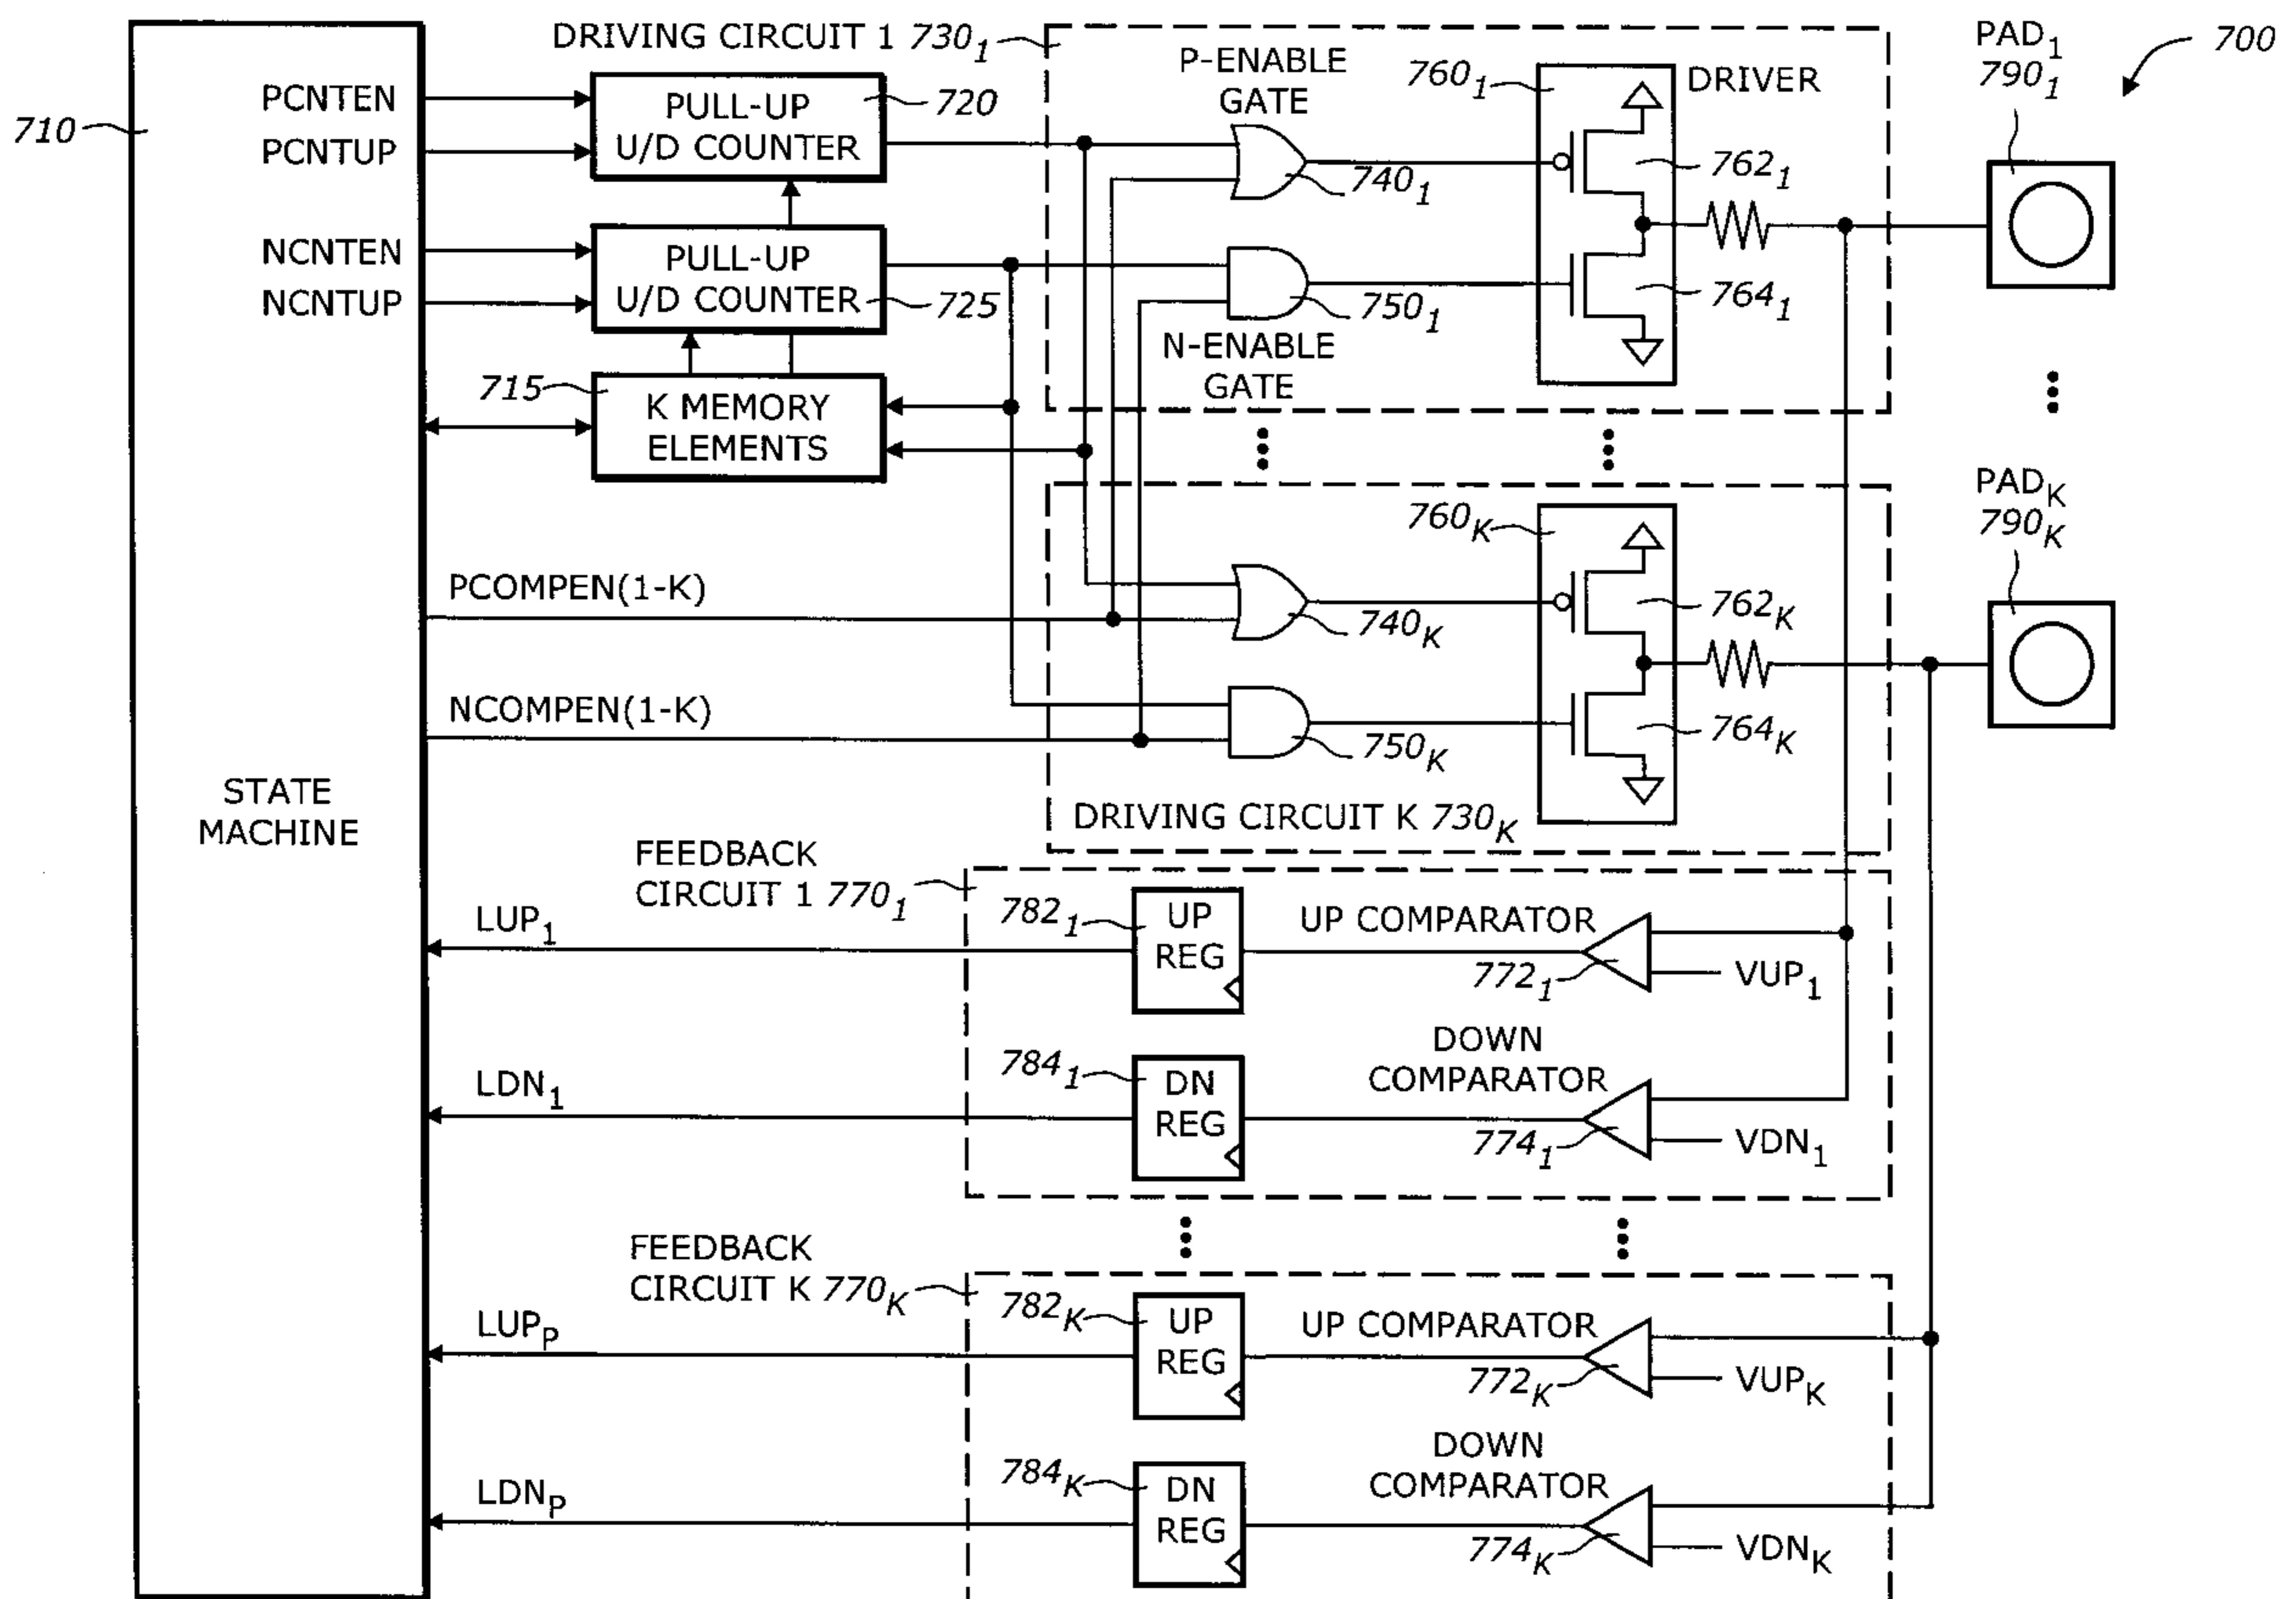 DRIVING CIRCUIT 1 730₁
P-ENABLE
GATE
760₁
DRIVER
PAD₁
790₁
700
710
PCNTEN
PCNTUP
PULL-UP
U/D COUNTER
720
740₁
762₁
NCNTEN
NCNTUP
PULL-UP
U/D COUNTER
725
750₁
764₁
N-ENABLE
GATE
715
K MEMORY
ELEMENTS
PADK
790K
760K
PCOMPEN(1-K)
740K
762K
NCOMPEN(1-K)
750K
764K
STATE
MACHINE
DRIVING CIRCUIT K 730K
FEEDBACK
CIRCUIT 1 770₁
LUP₁
782₁
UP
REG
UP COMPARATOR
772₁
VUP₁
LDN₁
784₁
DN
REG
DOWN
COMPARATOR
774₁
VDN₁
FEEDBACK
CIRCUIT K 770K
LUPP
782K
UP
REG
UP COMPARATOR
772K
VUPK
LDNP
784K
DN
REG
DOWN
COMPARATOR
774K
VDNK